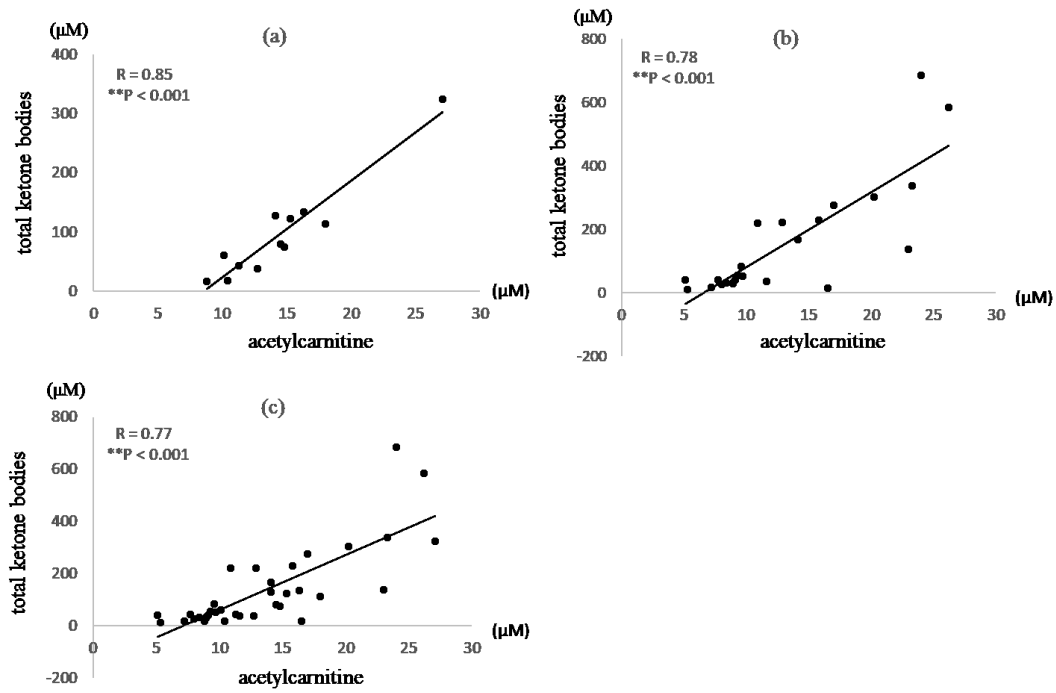 (μM)
(a)
400
R = 0.85
**P < 0.001
300
200
100
0
total ketone bodies
0 5 10 15 20 25 30
(μM)
acetylcarnitine
(μM)
(b)
800
R = 0.78
**P < 0.001
600
400
200
0
-200
total ketone bodies
0 5 10 15 20 25 30
(μM)
acetylcarnitine
(μM)
(c)
800
R = 0.77
**P < 0.001
600
400
200
0
-200
total ketone bodies
0 5 10 15 20 25 30
(μM)
acetylcarnitine